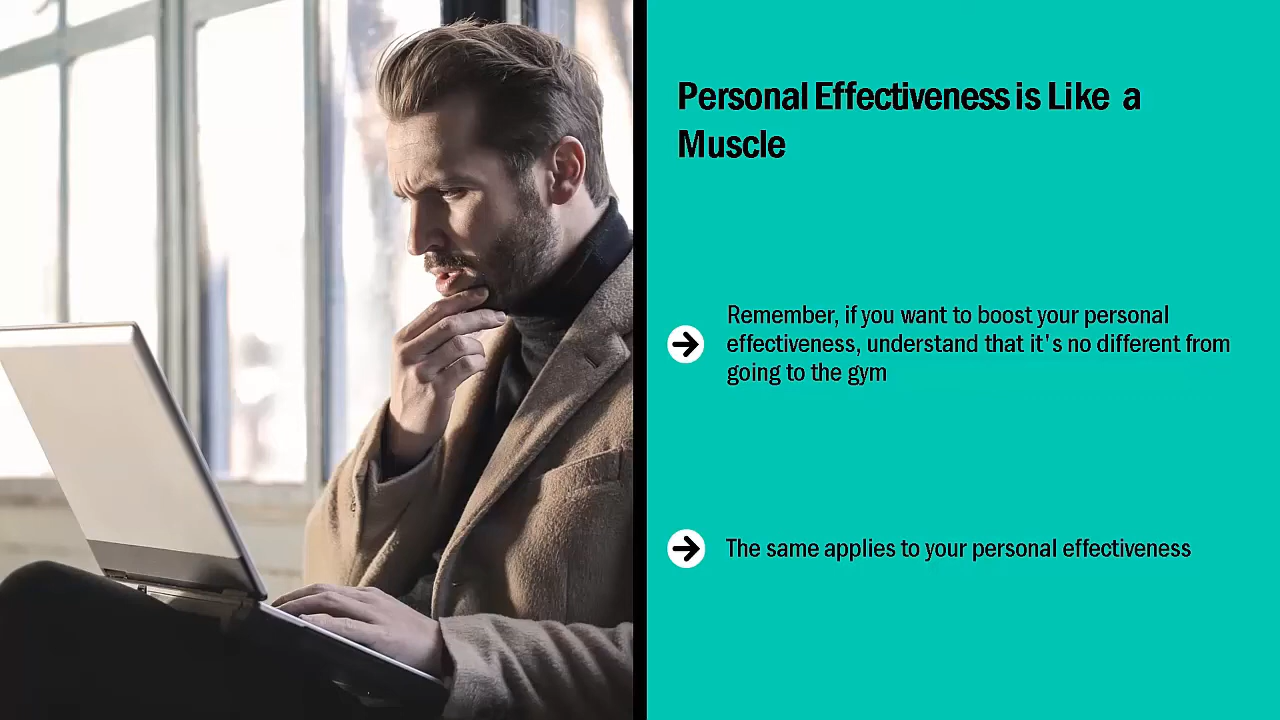 Personal Effectiveness is Like a
Muscle
Remember, if you want to boost your personal
effectiveness, understand that it's no different from
going to the gym
The same applies to your personal effectiveness